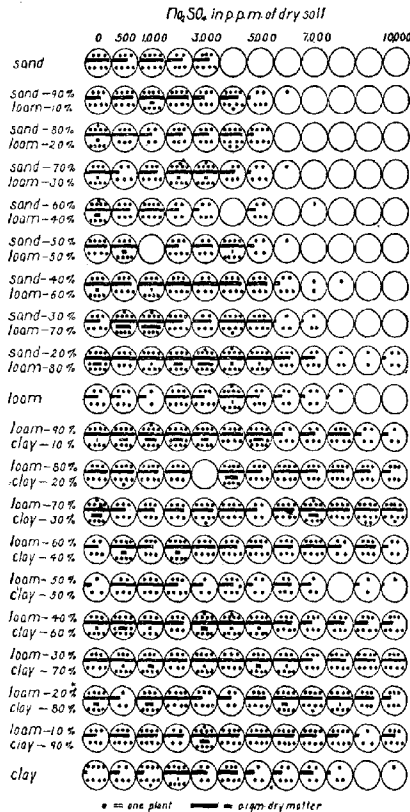 Na₂SO₄ in p.p.m. of dry soil
0 500 1,000 3,000 5,000 7,000 10,000
sand
sand-90%
loam-10%
sand-80%
loam-20%
sand-70%
loam-30%
sand-60%
loam-40%
sand-50%
loam-50%
sand-40%
loam-60%
sand-30%
loam-70%
sand-20%
loam-80%
loam
loam-90%
clay-10%
loam-80%
clay-20%
loam-70%
clay-30%
loam-60%
clay-40%
loam-50%
clay-50%
loam-40%
clay-60%
loam-30%
clay-70%
loam-20%
clay-80%
loam-10%
clay-90%
clay
= one plant = 0.1gm. dry matter